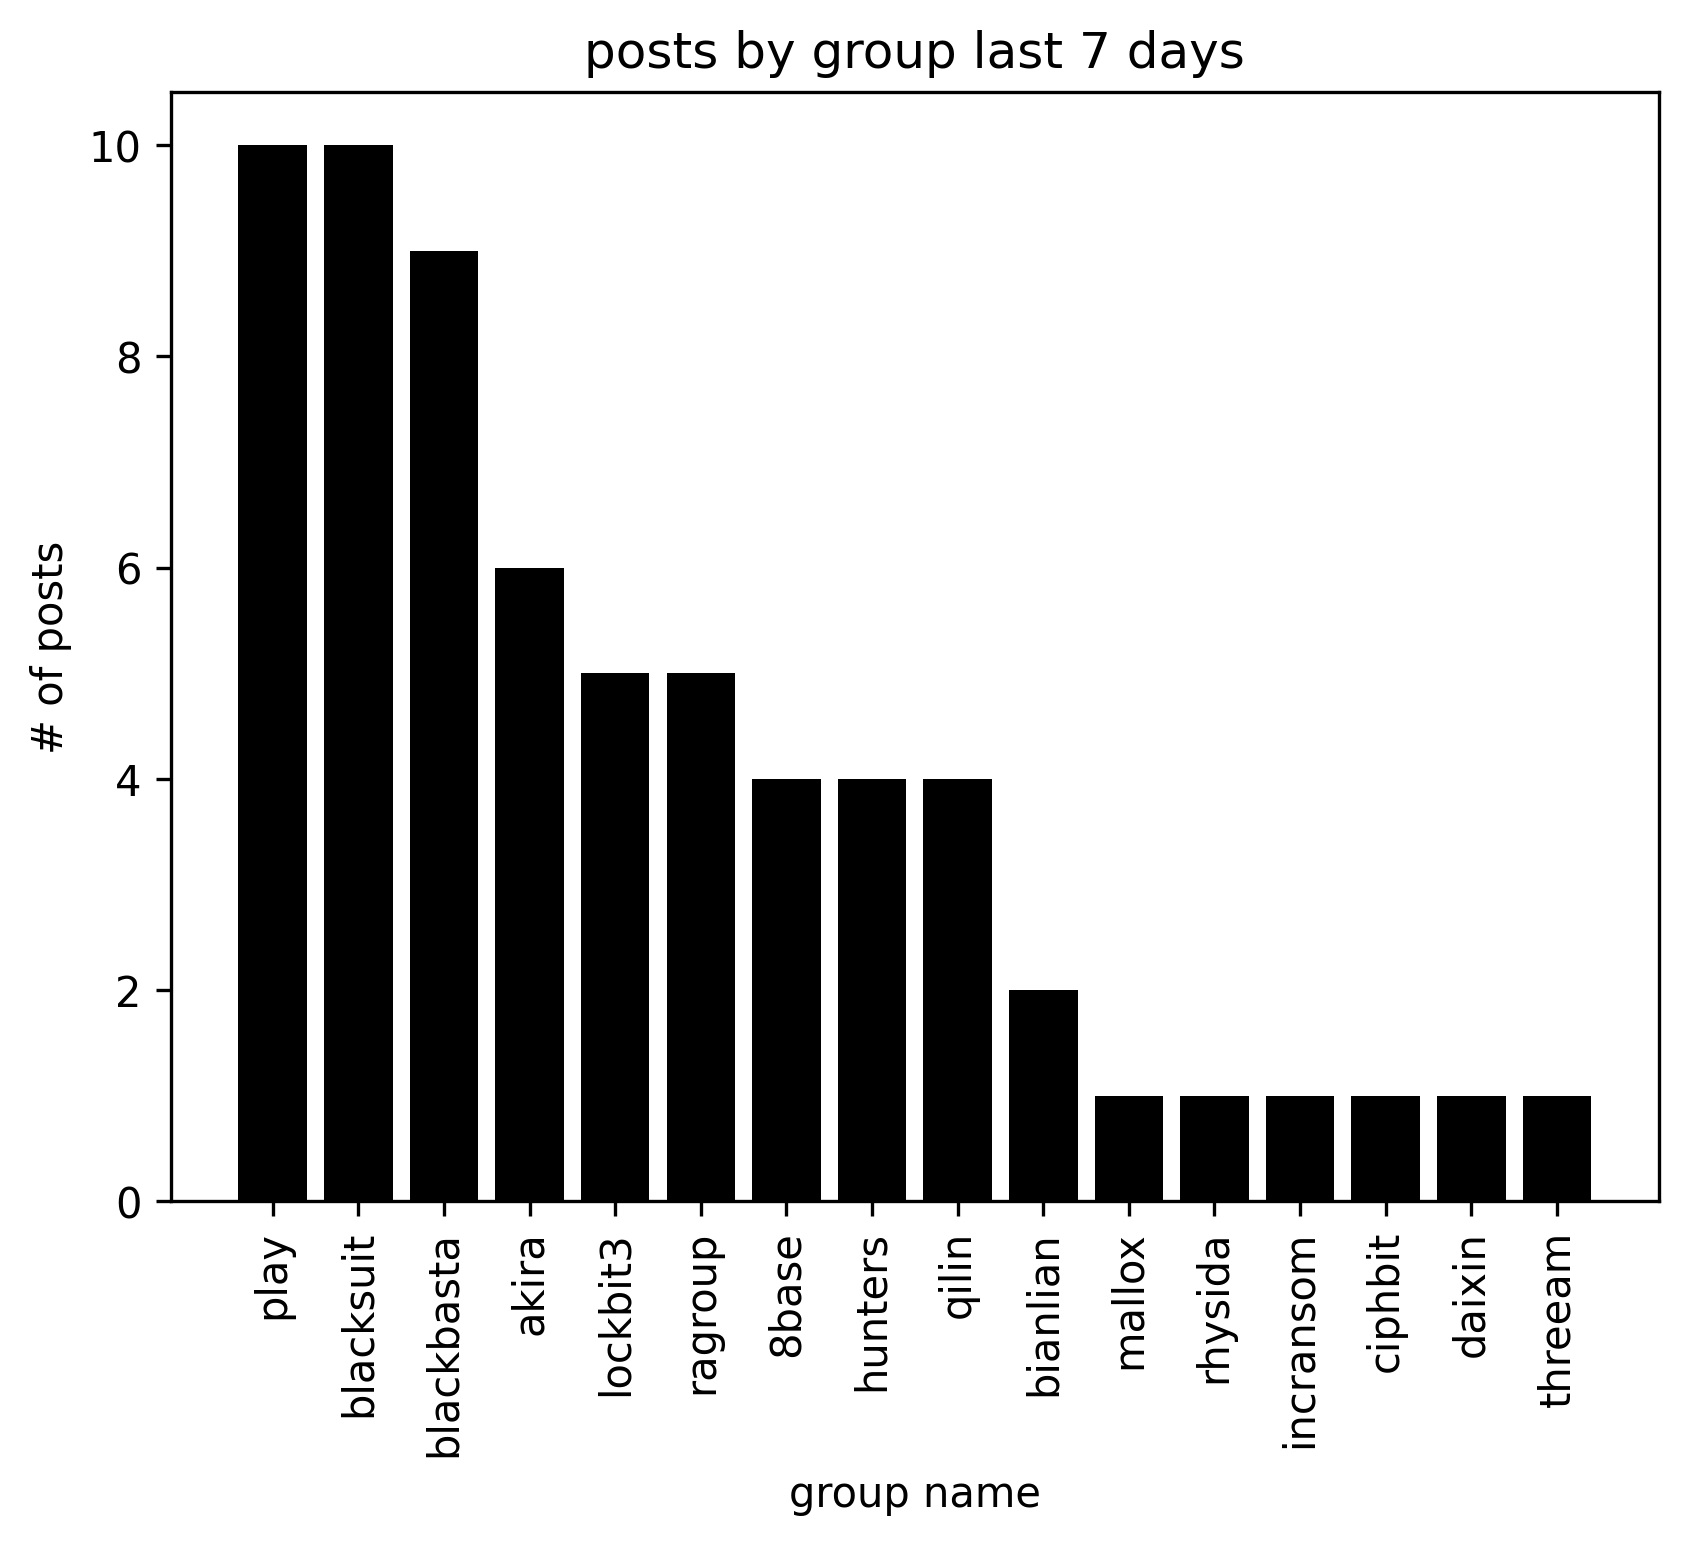 posts by group last 7 days
10
8
6
4
2
0
# of posts
play
blacksuit
blackbasta
akira
lockbit3
ragroup
8base
hunters
qilin
bianlian
mallox
rhysida
incransom
ciphbit
daixin
threeam
group name